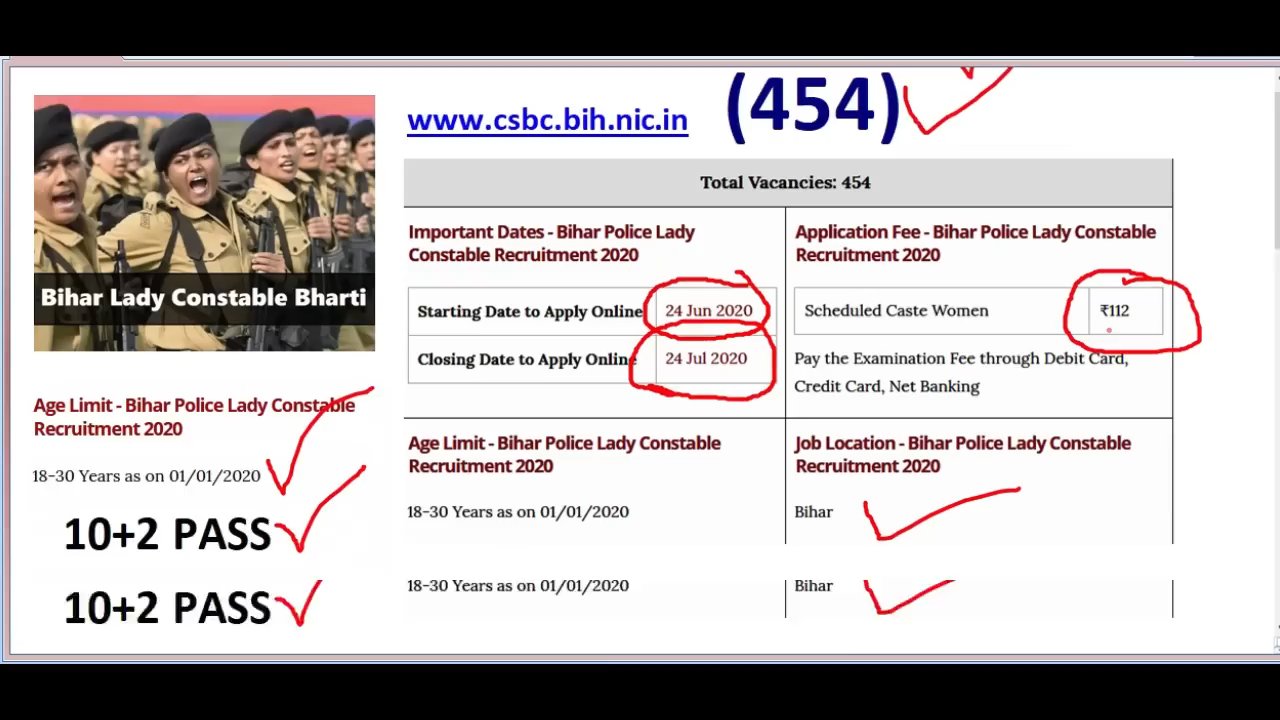 www.csbc.bih.nic.in
(454)
Total Vacancies: 454
Bihar Lady Constable Bharti
Important Dates - Bihar Police Lady
Constable Recruitment 2020
Starting Date to Apply Online
24 Jun 2020
Closing Date to Apply Online
24 Jul 2020
Application Fee - Bihar Police Lady Constable
Recruitment 2020
Scheduled Caste Women
₹112
Pay the Examination Fee through Debit Card,
Credit Card, Net Banking
Age Limit - Bihar Police Lady Constable
Recruitment 2020
18-30 Years as on 01/01/2020
10+2 PASS
10+2 PASS
Age Limit - Bihar Police Lady Constable
Recruitment 2020
18-30 Years as on 01/01/2020
18-30 Years as on 01/01/2020
Job Location - Bihar Police Lady Constable
Recruitment 2020
Bihar
Bihar